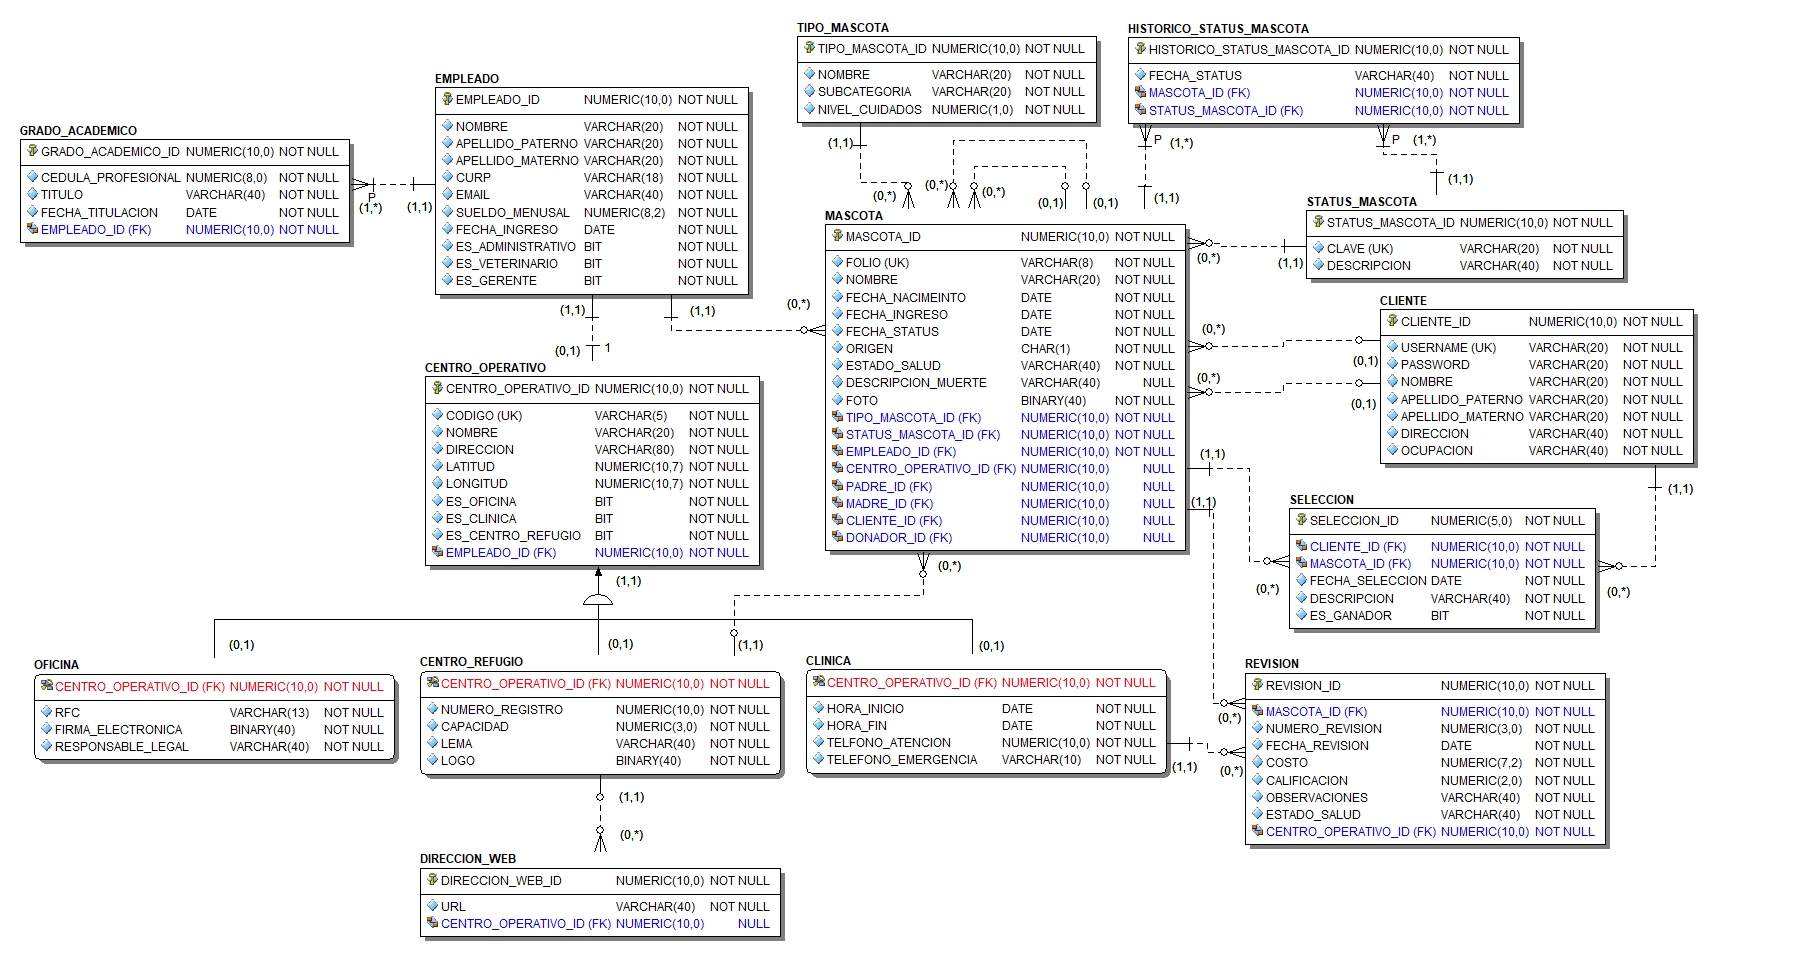 TIPO_MASCOTA
TIPO_MASCOTA_ID NUMERIC(10,0) NOT NULL
NOMBRE VARCHAR(20) NOT NULL
SUBCATEGORIA VARCHAR(20) NOT NULL
NIVEL_CUIDADOS NUMERIC(1,0) NOT NULL
HISTORICO_STATUS_MASCOTA
HISTORICO_STATUS_MASCOTA_ID NUMERIC(10,0) NOT NULL
FECHA_STATUS VARCHAR(40) NOT NULL
MASCOTA_ID (FK) NUMERIC(10,0) NOT NULL
STATUS_MASCOTA_ID (FK) NUMERIC(10,0) NOT NULL
EMPLEADO
EMPLEADO_ID NUMERIC(10,0) NOT NULL
NOMBRE VARCHAR(20) NOT NULL
APELLIDO_PATERNO VARCHAR(20) NOT NULL
APELLIDO_MATERNO VARCHAR(20) NOT NULL
CURP VARCHAR(18) NOT NULL
EMAIL VARCHAR(40) NOT NULL
SUELDO_MENUSAL NUMERIC(8,2) NOT NULL
FECHA_INGRESO DATE NOT NULL
ES_ADMINISTRATIVO BIT NOT NULL
ES_VETERINARIO BIT NOT NULL
ES_GERENTE BIT NOT NULL
GRADO_ACADEMICO
GRADO_ACADEMICO_ID NUMERIC(10,0) NOT NULL
CEDULA_PROFESIONAL NUMERIC(8,0) NOT NULL
TITULO VARCHAR(40) NOT NULL
FECHA_TITULACION DATE NOT NULL
EMPLEADO_ID (FK) NUMERIC(10,0) NOT NULL
P
(1,*)
(1,1)
(1,1)
(0,*)
(0,*)
(0,*)
(0,1)
(0,1)
P
(1,*)
(1,1)
P
(1,*)
(1,1)
STATUS_MASCOTA
STATUS_MASCOTA_ID NUMERIC(10,0) NOT NULL
CLAVE (UK) VARCHAR(20) NOT NULL
DESCRIPCION VARCHAR(40) NOT NULL
(0,*)
(1,1)
MASCOTA
MASCOTA_ID NUMERIC(10,0) NOT NULL
FOLIO (UK) VARCHAR(8) NOT NULL
NOMBRE VARCHAR(20) NOT NULL
FECHA_NACIMEINTO DATE NOT NULL
FECHA_INGRESO DATE NOT NULL
FECHA_STATUS DATE NOT NULL
ORIGEN CHAR(1) NOT NULL
ESTADO_SALUD VARCHAR(40) NOT NULL
DESCRIPCION_MUERTE VARCHAR(40) NULL
FOTO BINARY(40) NOT NULL
TIPO_MASCOTA_ID (FK) NUMERIC(10,0) NOT NULL
STATUS_MASCOTA_ID (FK) NUMERIC(10,0) NOT NULL
EMPLEADO_ID (FK) NUMERIC(10,0) NOT NULL
CENTRO_OPERATIVO_ID (FK) NUMERIC(10,0) NULL
PADRE_ID (FK) NUMERIC(10,0) NULL
MADRE_ID (FK) NUMERIC(10,0) NULL
CLIENTE_ID (FK) NUMERIC(10,0) NULL
DONADOR_ID (FK) NUMERIC(10,0) NULL
CLIENTE
CLIENTE_ID NUMERIC(10,0) NOT NULL
USERNAME (UK) VARCHAR(20) NOT NULL
PASSWORD VARCHAR(20) NOT NULL
NOMBRE VARCHAR(20) NOT NULL
APELLIDO_PATERNO VARCHAR(20) NOT NULL
APELLIDO_MATERNO VARCHAR(20) NOT NULL
DIRECCION VARCHAR(40) NOT NULL
OCUPACION VARCHAR(40) NOT NULL
(0,*)
(0,1)
(0,*)
(0,1)
(1,1)
(0,1)
1
(1,1)
(0,*)
CENTRO_OPERATIVO
CENTRO_OPERATIVO_ID NUMERIC(10,0) NOT NULL
CODIGO (UK) VARCHAR(5) NOT NULL
NOMBRE VARCHAR(20) NOT NULL
DIRECCION VARCHAR(80) NOT NULL
LATITUD NUMERIC(10,7) NOT NULL
LONGITUD NUMERIC(10,7) NOT NULL
ES_OFICINA BIT NOT NULL
ES_CLINICA BIT NOT NULL
ES_CENTRO_REFUGIO BIT NOT NULL
EMPLEADO_ID (FK) NUMERIC(10,0) NOT NULL
(1,1)
(1,1)
(1,1)
SELECCION
SELECCION_ID NUMERIC(5,0) NOT NULL
CLIENTE_ID (FK) NUMERIC(10,0) NOT NULL
MASCOTA_ID (FK) NUMERIC(10,0) NOT NULL
FECHA_SELECCION DATE NOT NULL
DESCRIPCION VARCHAR(40) NOT NULL
ES_GANADOR BIT NOT NULL
(0,*)
(0,*)
(1,1)
(0,*)
(0,1)
(0,1)
(1,1)
(0,1)
OFICINA
CENTRO_OPERATIVO_ID (FK) NUMERIC(10,0) NOT NULL
RFC VARCHAR(13) NOT NULL
FIRMA_ELECTRONICA BINARY(40) NOT NULL
RESPONSABLE_LEGAL VARCHAR(40) NOT NULL
CENTRO_REFUGIO
CENTRO_OPERATIVO_ID (FK) NUMERIC(10,0) NOT NULL
NUMERO_REGISTRO NUMERIC(10,0) NOT NULL
CAPACIDAD NUMERIC(3,0) NOT NULL
LEMA VARCHAR(40) NOT NULL
LOGO BINARY(40) NOT NULL
CLINICA
CENTRO_OPERATIVO_ID (FK) NUMERIC(10,0) NOT NULL
HORA_INICIO DATE NOT NULL
HORA_FIN DATE NOT NULL
TELFONO_ATENCION NUMERIC(10,0) NOT NULL
TELEFONO_EMERGENCIA VARCHAR(10) NOT NULL
REVISION
REVISION_ID NUMERIC(10,0) NOT NULL
MASCOTA_ID (FK) NUMERIC(10,0) NOT NULL
NUMERO_REVISION NUMERIC(3,0) NOT NULL
FECHA_REVISION DATE NOT NULL
COSTO NUMERIC(7,2) NOT NULL
CALIFICACION NUMERIC(2,0) NOT NULL
OBSERVACIONES VARCHAR(40) NOT NULL
ESTADO_SALUD VARCHAR(40) NOT NULL
CENTRO_OPERATIVO_ID (FK) NUMERIC(10,0) NOT NULL
(0,*)
(1,1)
(0,*)
(1,1)
(0,*)
DIRECCION_WEB
DIRECCION_WEB_ID NUMERIC(10,0) NOT NULL
URL VARCHAR(40) NOT NULL
CENTRO_OPERATIVO_ID (FK) NUMERIC(10,0) NULL